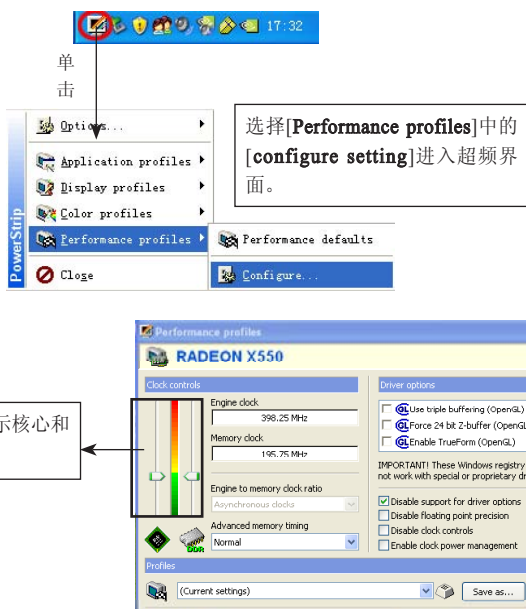 17:32
单
击
Options...
Application profiles
Display profiles
Color profiles
Performance profiles
Close
PowerStrip
Performance defaults
Configure...
选择[Performance profiles]中的
[configure setting]进入超频界
面。
Performance profiles
RADEON X550
Clock controls
Engine clock
398.25 MHz
Memory clock
195.75 MHz
Engine to memory clock ratio
Asynchronous clocks
Advanced memory timing
Normal
DDR
Driver options
GL Use triple buffering (OpenGL)
GL Force 24 bit Z-buffer (OpenGL
GL Enable TrueForm (OpenGL)
IMPORTANT! These Windows registry
not work with special or proprietary dr
Disable support for driver options
Disable floating point precision
Disable clock controls
Enable clock power management
示核心和
Profiles
(Current settings)
Save as...